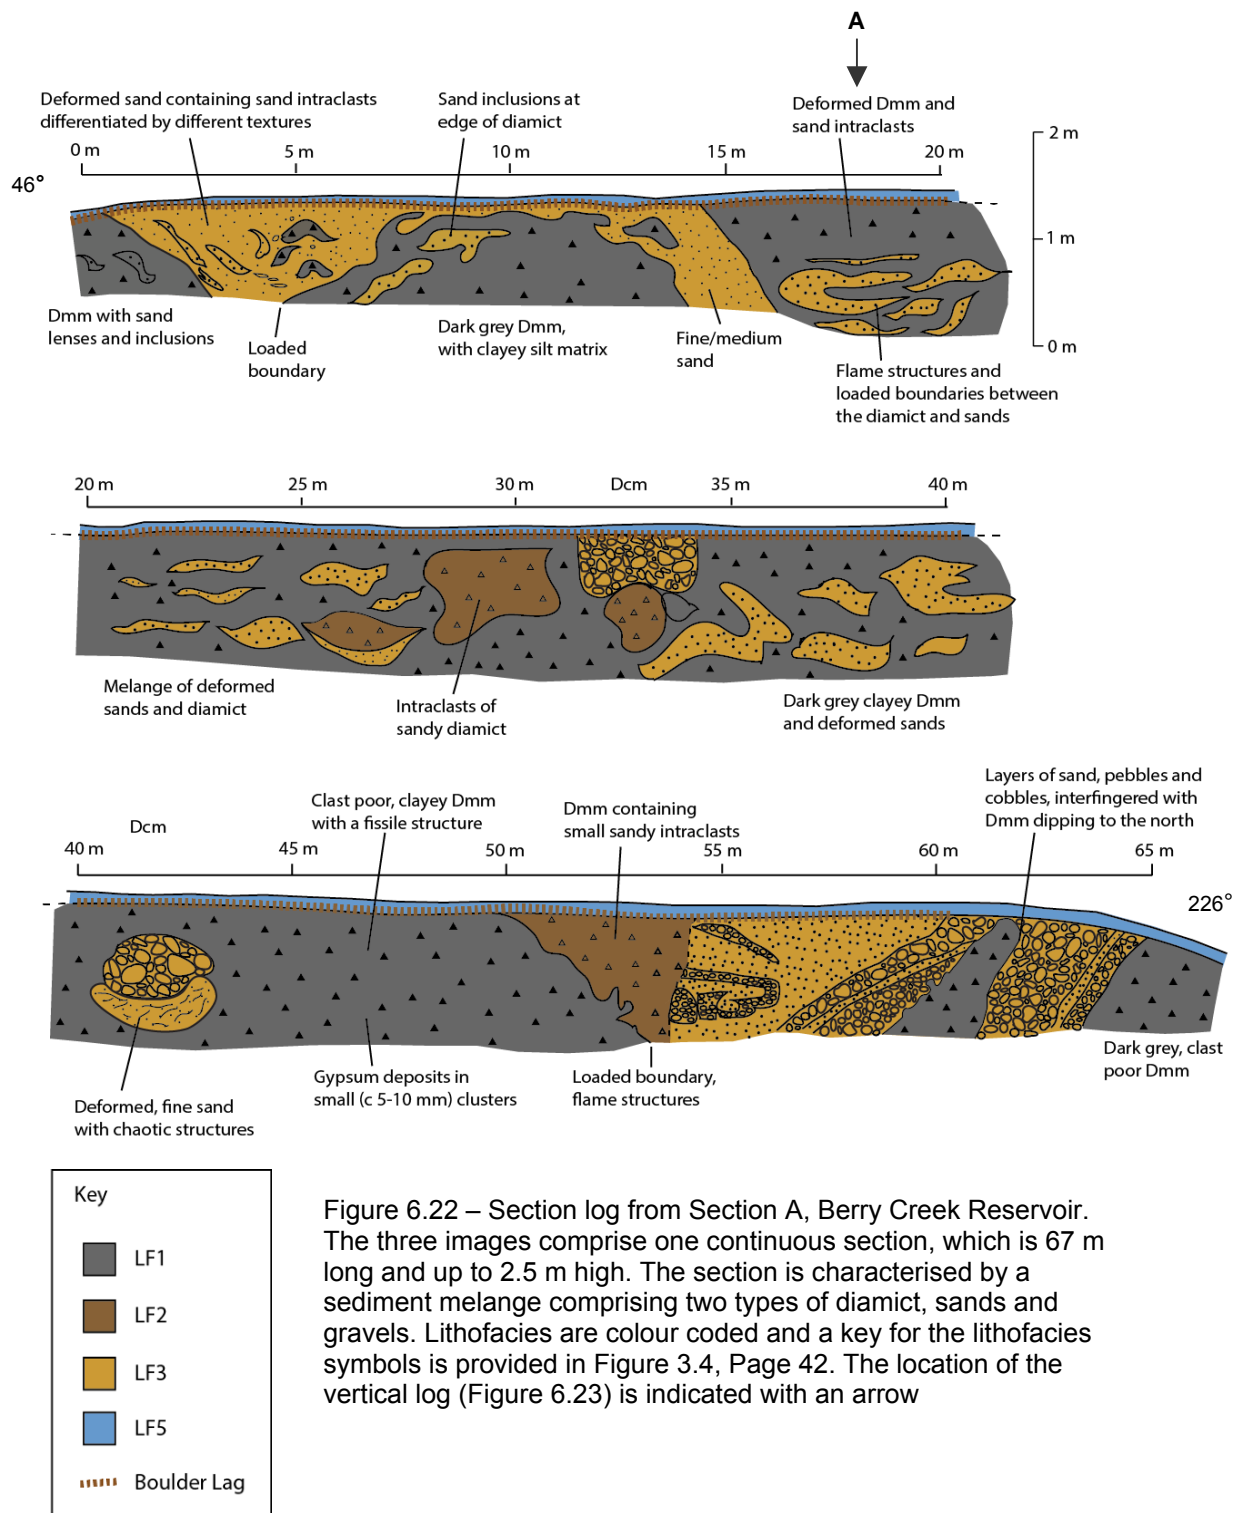 A
Deformed sand containing sand intraclasts
differentiated by different textures
Sand inclusions at
edge of diamict
Deformed Dmm and
sand intraclasts
0 m
5 m
10 m
15 m
20 m
2 m
1 m
0 m
46°
Dmm with sand
lenses and inclusions
Loaded
boundary
Dark grey Dmm,
with clayey silt matrix
Fine/medium
sand
Flame structures and
loaded boundaries between
the diamict and sands
20 m
25 m
30 m
Dcm
35 m
40 m
Melange of deformed
sands and diamict
Intraclasts of
sandy diamict
Dark grey clayey Dmm
and deformed sands
Dcm
Clast poor, clayey Dmm
with a fissile structure
Dmm containing
small sandy intraclasts
Layers of sand, pebbles and
cobbles, interfingered with
Dmm dipping to the north
40 m
45 m
50 m
55 m
60 m
65 m
226°
Deformed, fine sand
with chaotic structures
Gypsum deposits in
small (c 5-10 mm) clusters
Loaded boundary,
flame structures
Dark grey, clast
poor Dmm
Key
LF1
LF2
LF3
LF5
Boulder Lag
Figure 6.22 – Section log from Section A, Berry Creek Reservoir.
The three images comprise one continuous section, which is 67 m
long and up to 2.5 m high. The section is characterised by a
sediment melange comprising two types of diamict, sands and
gravels. Lithofacies are colour coded and a key for the lithofacies
symbols is provided in Figure 3.4, Page 42. The location of the
vertical log (Figure 6.23) is indicated with an arrow